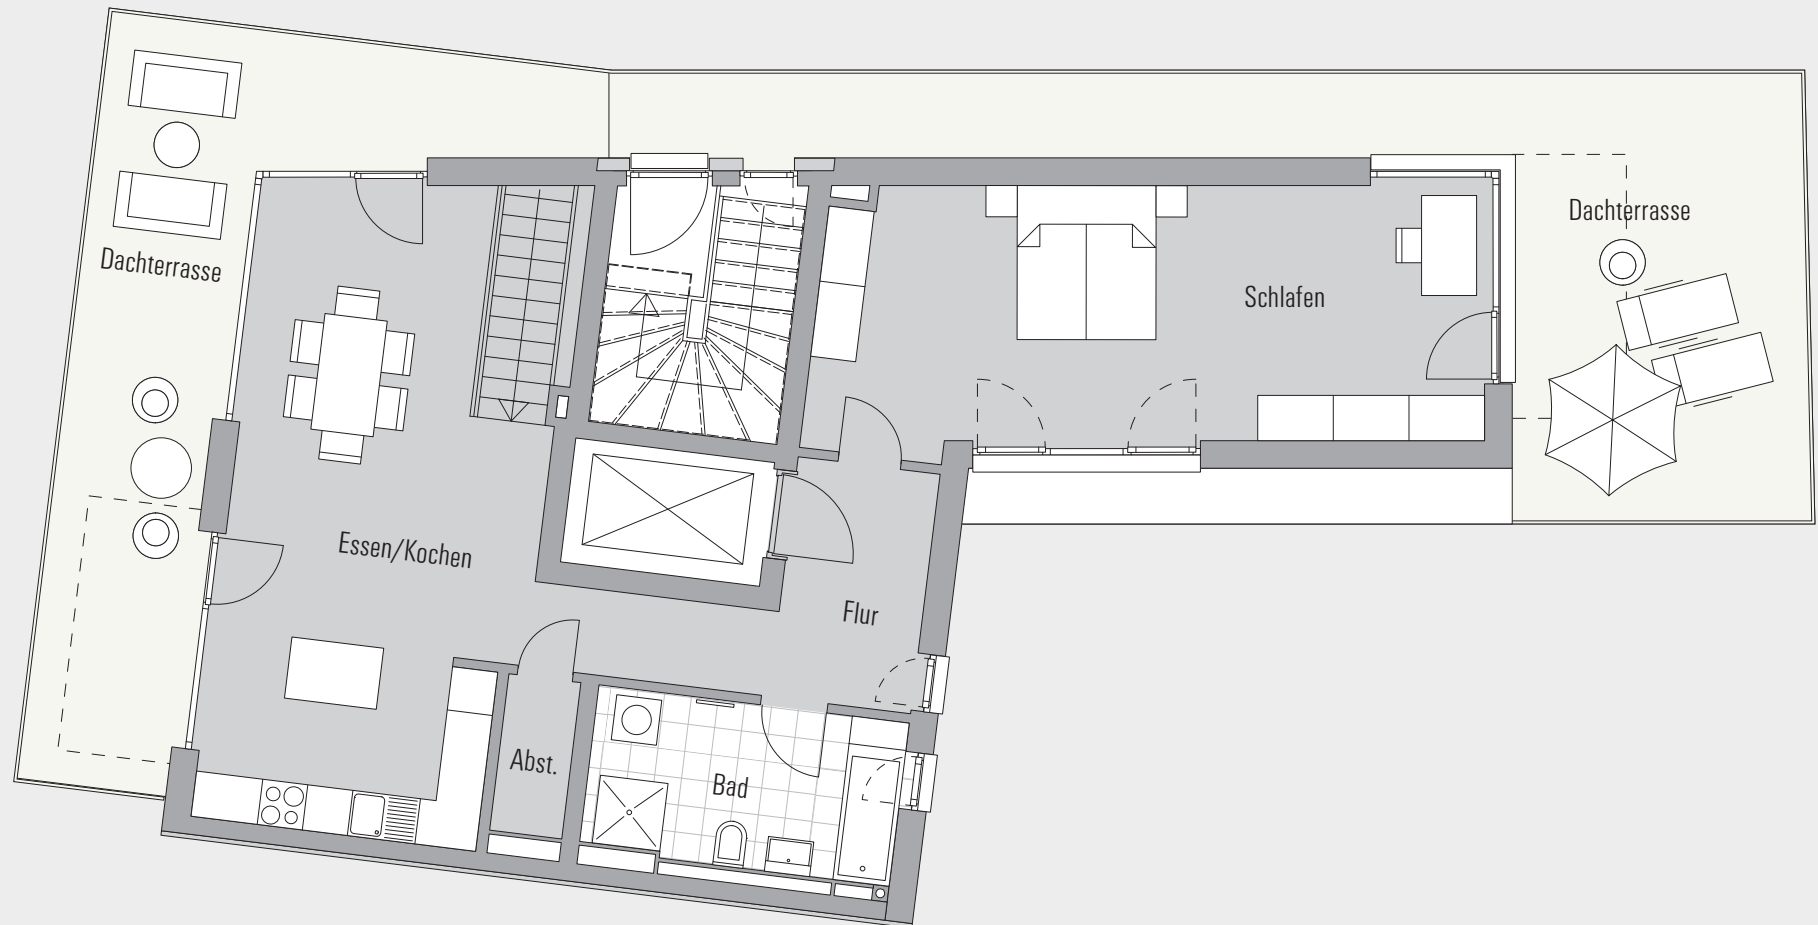 Dachterrasse
Dachterrasse
Schlafen
Essen/Kochen
Flur
Abst.
Bad